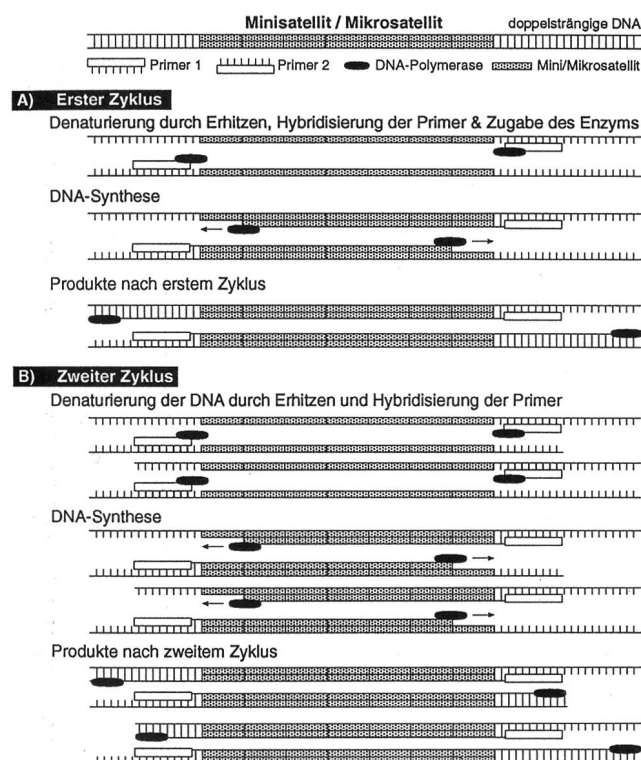 Minisatellit / Mikrosatellit doppelsträngige DNA
Primer 1 Primer 2 DNA-Polymerase Mini/Mikrosatellit
A) Erster Zyklus
Denaturierung durch Erhitzen, Hybridisierung der Primer & Zugabe des Enzyms
DNA-Synthese
Produkte nach erstem Zyklus
B) Zweiter Zyklus
Denaturierung der DNA durch Erhitzen und Hybridisierung der Primer
DNA-Synthese
Produkte nach zweitem Zyklus